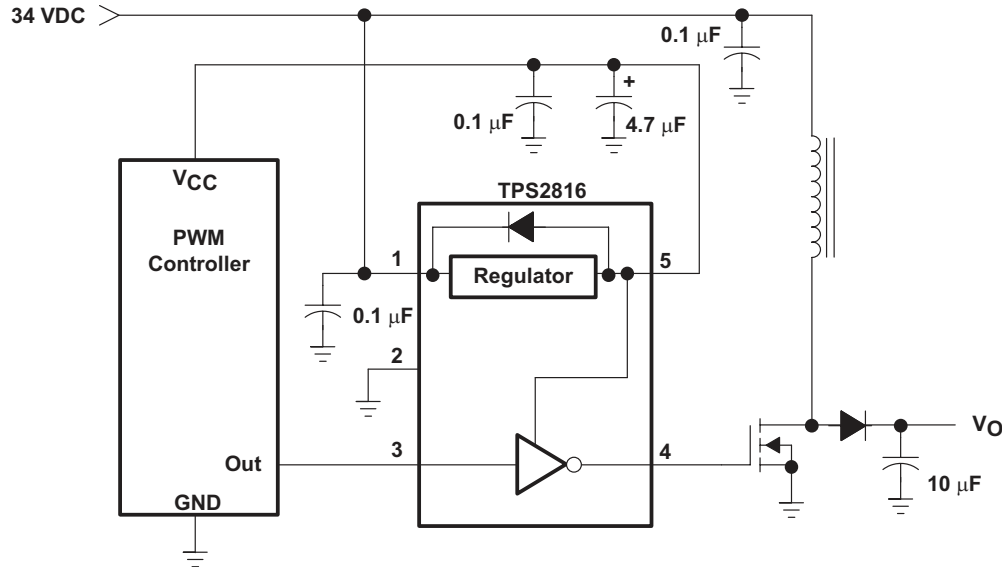 34 VDC
0.1 μF
+
0.1 μF
4.7 μF
VCC
TPS2816
PWM
Controller
1
Regulator
5
0.1 μF
2
VO
Out
3
4
10 μF
GND